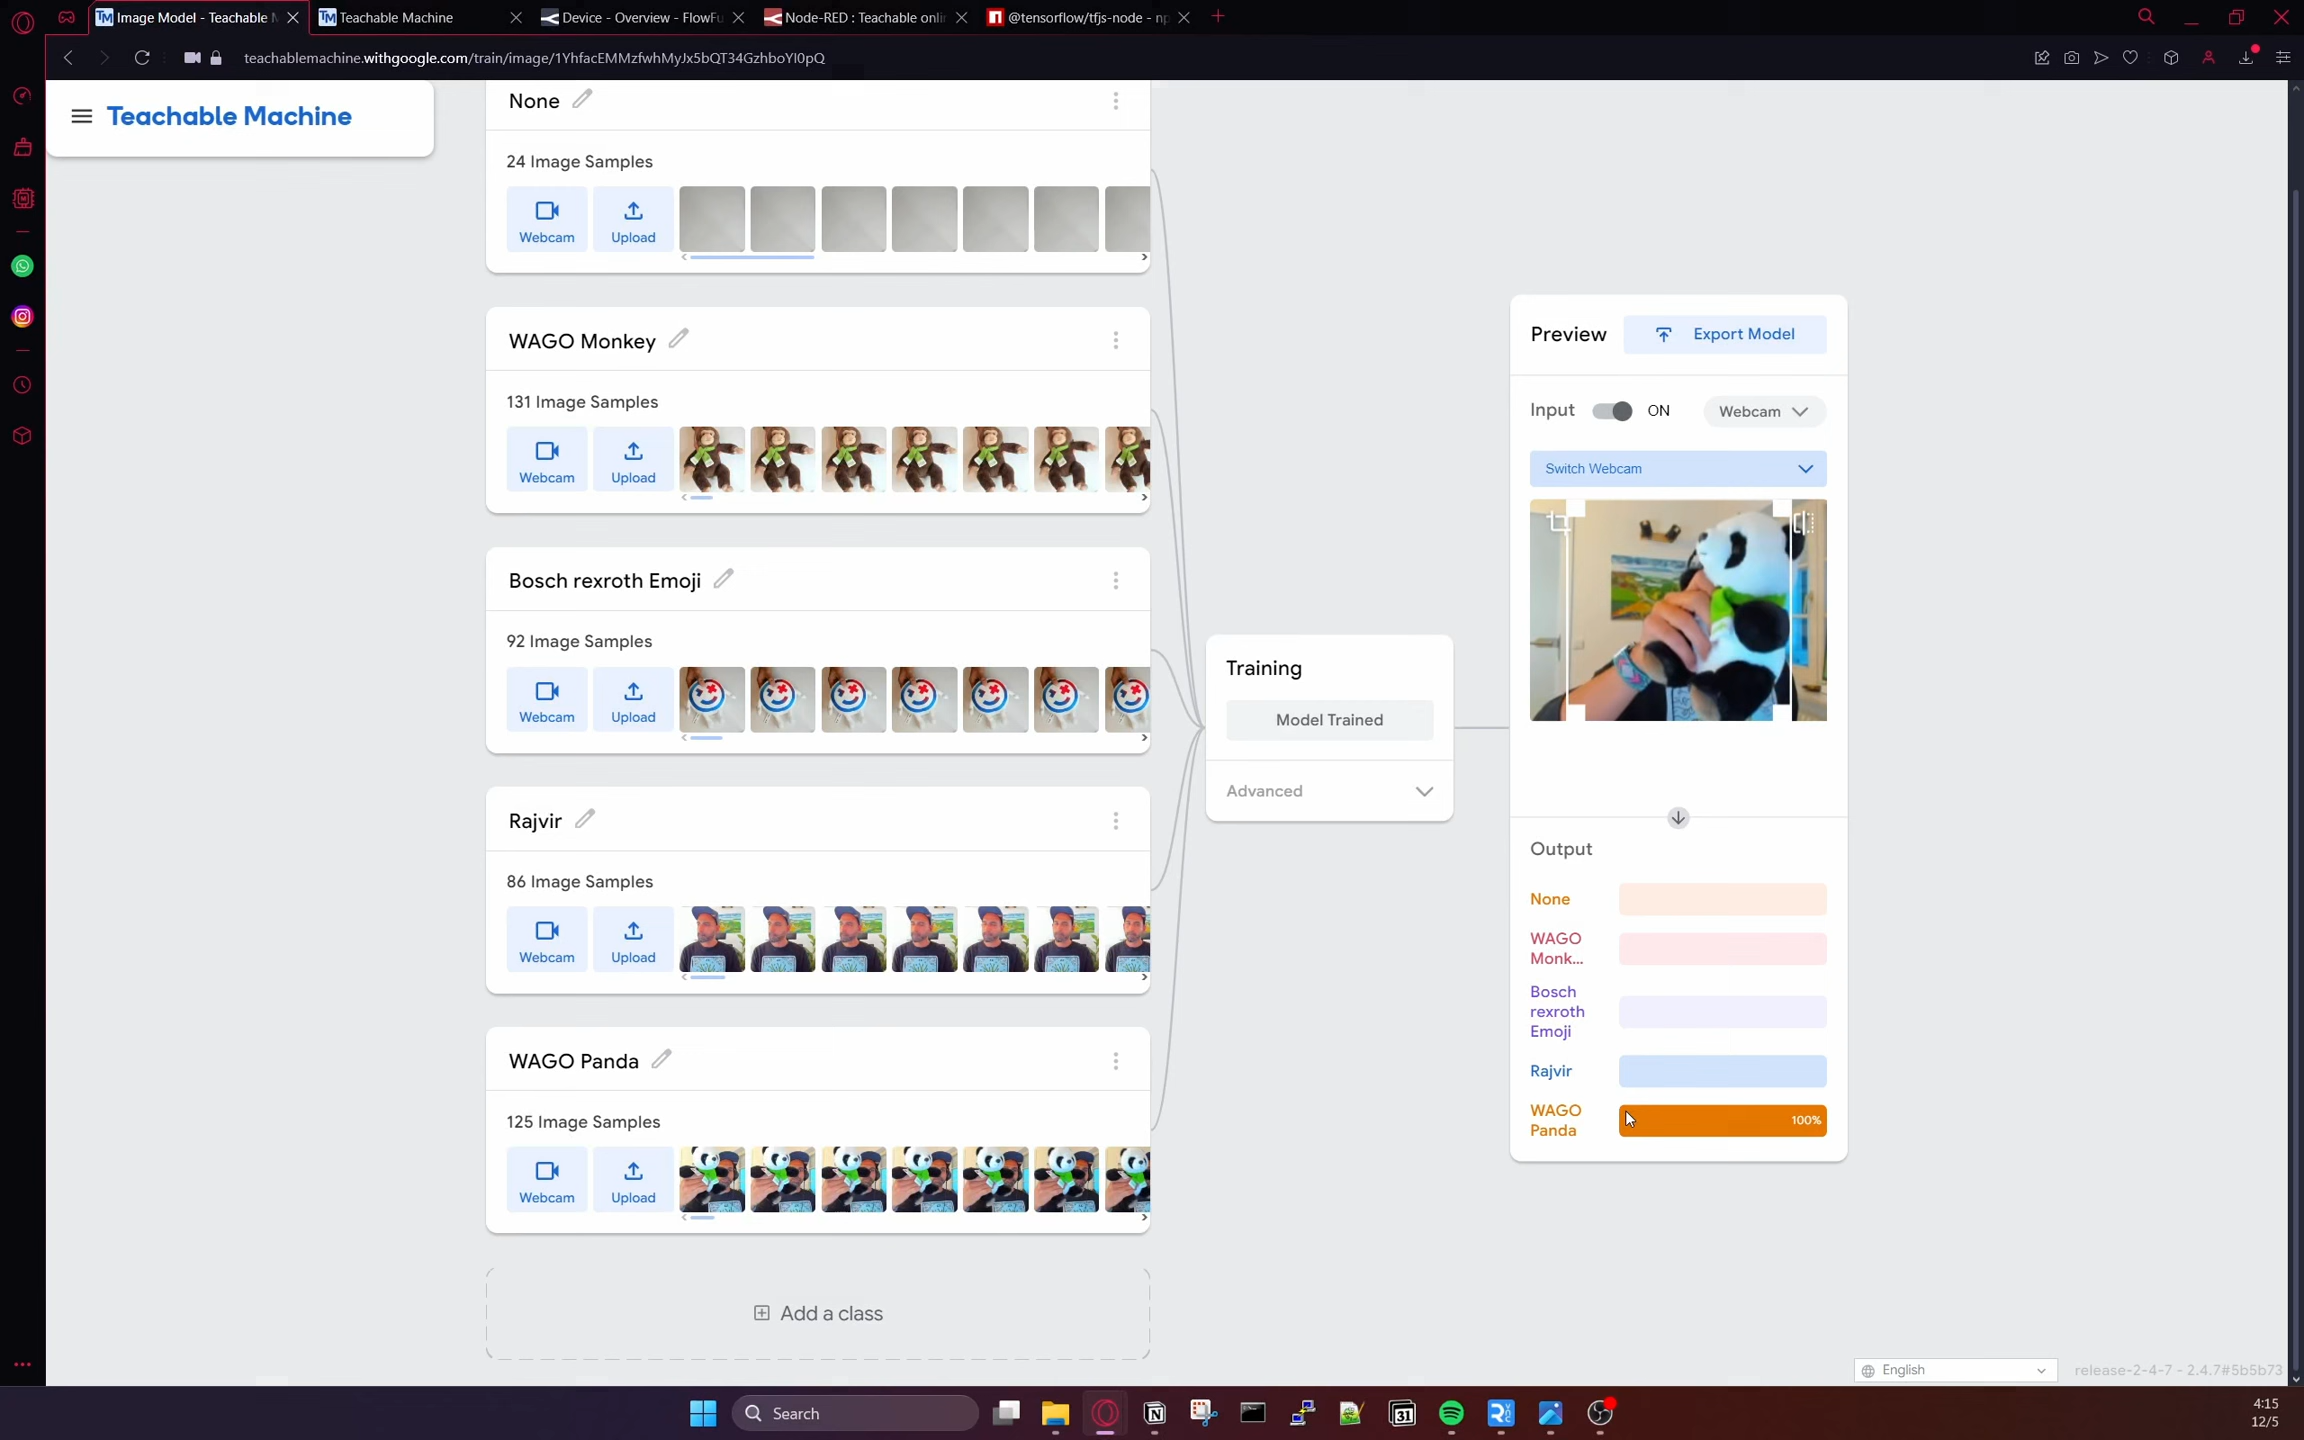 Image Model - Teachable
Teachable Machine
Device - Overview - FlowFu
Node-RED : Teachable onli
@tensorflow/tfjs-node - np
teachablemachine.withgoogle.com/train/image/1YhfacEMMzfwhMyJx5bQT34GzhboYI0pQ
Teachable Machine
None
24 Image Samples
Webcam
Upload
WAGO Monkey
131 Image Samples
Webcam
Upload
Bosch rexroth Emoji
92 Image Samples
Webcam
Upload
Rajvir
86 Image Samples
Webcam
Upload
WAGO Panda
125 Image Samples
Webcam
Upload
Add a class
Training
Model Trained
Advanced
Preview
Export Model
Input
ON
Webcam
Switch Webcam
Output
None
WAGO
Monk...
Bosch
rexroth
Emoji
Rajvir
WAGO
Panda
100%
English
release-2-4-7 - 2.4.7#5b5b73
Search
31
4:15
12/5